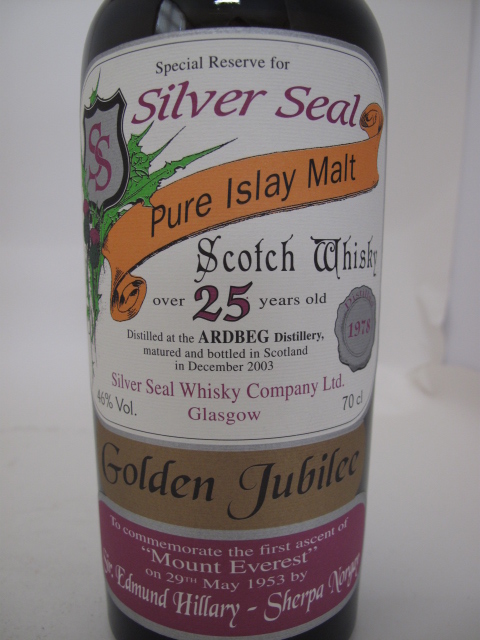 Special Reserve for
Silver Seal
SS
Pure Islay Malt
Scotch Whisky
over 25 years old
Distilled at the ARDBEG Distillery,
matured and bottled in Scotland
in December 2003
1978
Silver Seal Whisky Company Ltd.
46% Vol.
Glasgow
70 cl
Golden Jubilee
To commemorate the first ascent of
"Mount Everest"
on 29TH May 1953 by
Sir Edmund Hillary - Sherpa Norgay